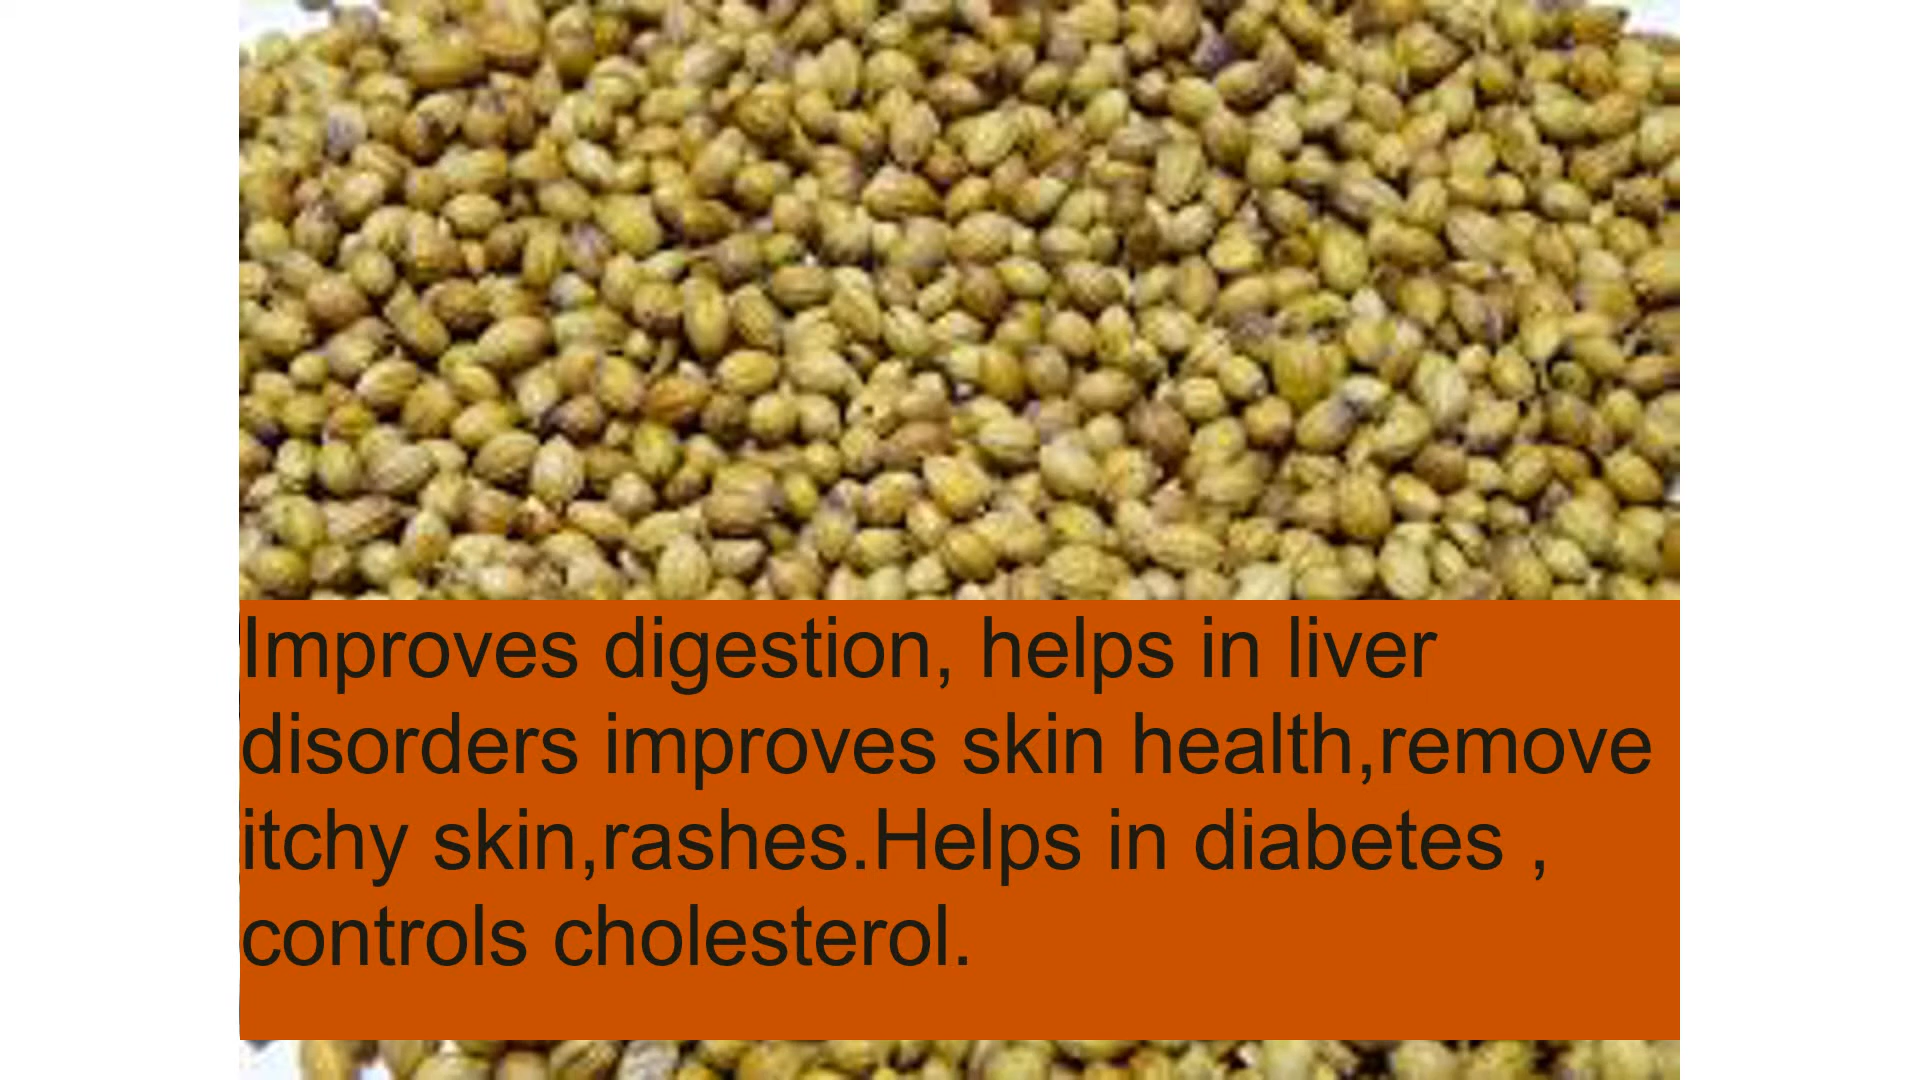 Improves digestion, helps in liver
disorders improves skin health,remove
itchy skin,rashes.Helps in diabetes ,
controls cholesterol.